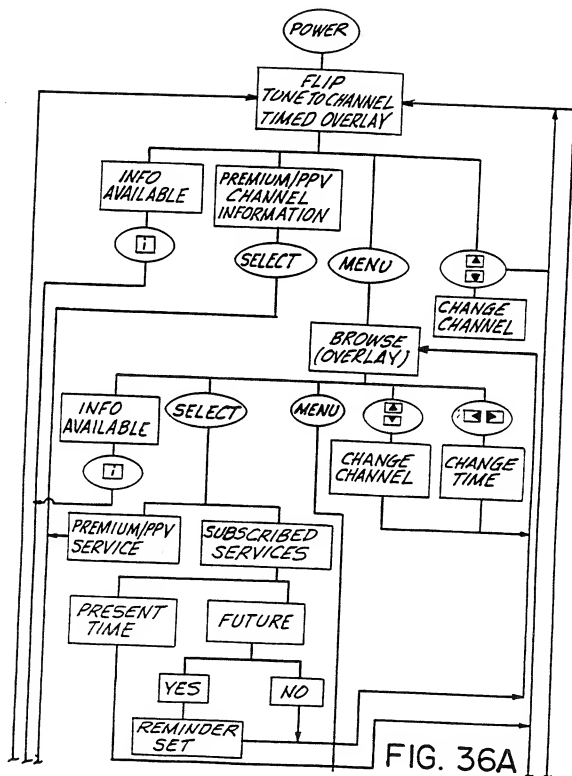 POWER
FLIP
TUNE TO CHANNEL
TIMED OVERLAY
INFO
AVAILABLE
i
PREMIUM/PPV
CHANNEL
INFORMATION
SELECT
MENU
▲
▼
CHANGE
CHANNEL
BROWSE
(OVERLAY)
INFO
AVAILABLE
i
SELECT
MENU
▲
▼
CHANGE
CHANNEL
◀ ▶
CHANGE
TIME
PREMIUM/PPV
SERVICE
SUBSCRIBED
SERVICES
PRESENT
TIME
FUTURE
YES
NO
REMINDER
SET
FIG. 36A